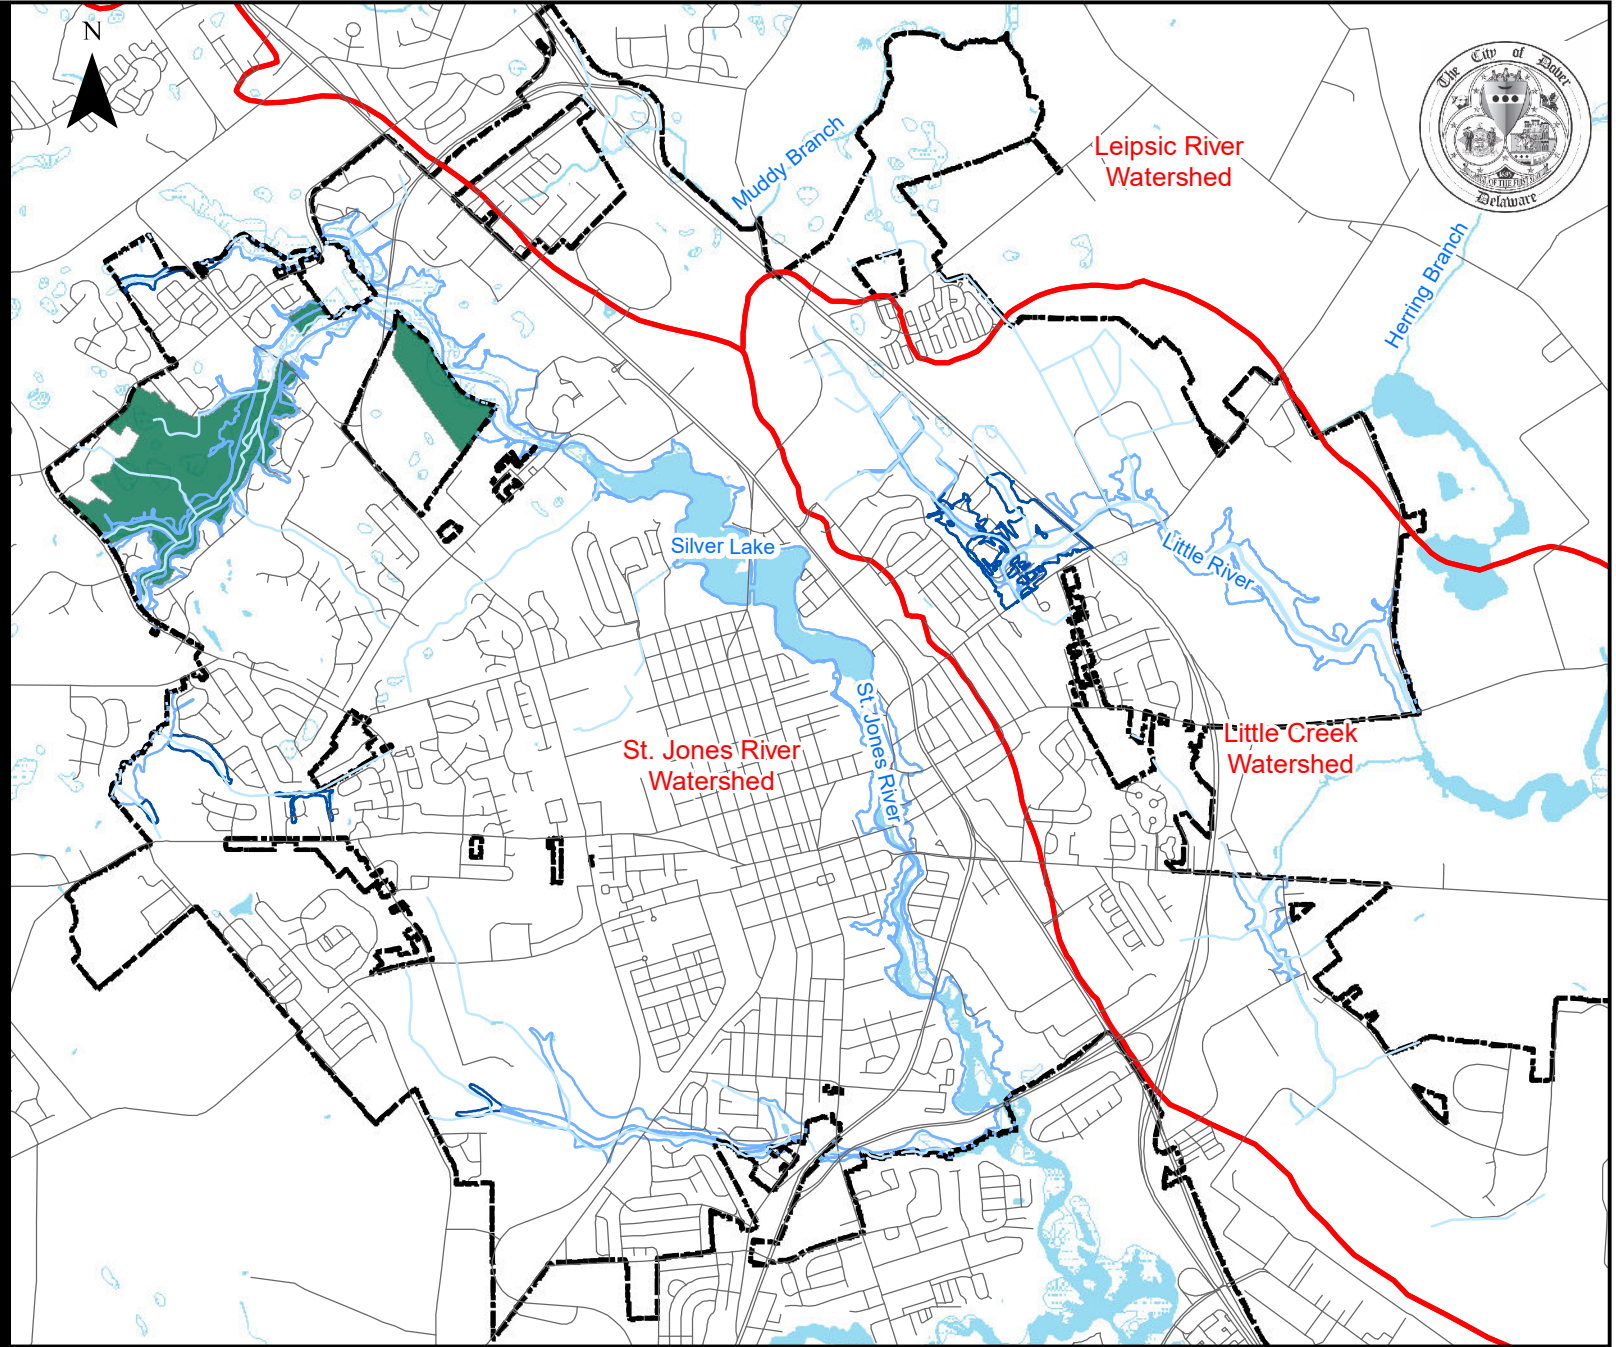 N
The City of Dover
Delaware
Leipsic River
Watershed
Muddy Branch
Herring Branch
Silver Lake
Little River
St. Jones River
St. Jones River
Watershed
Little Creek
Watershed